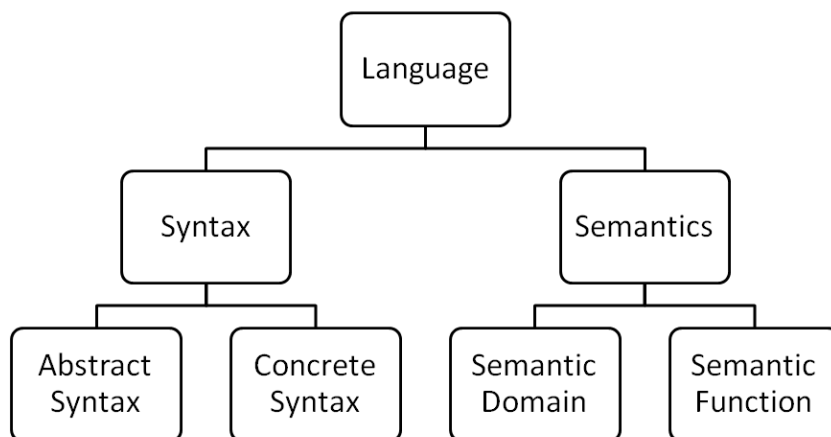 Language
Syntax
Semantics
Abstract
Syntax
Concrete
Syntax
Semantic
Domain
Semantic
Function